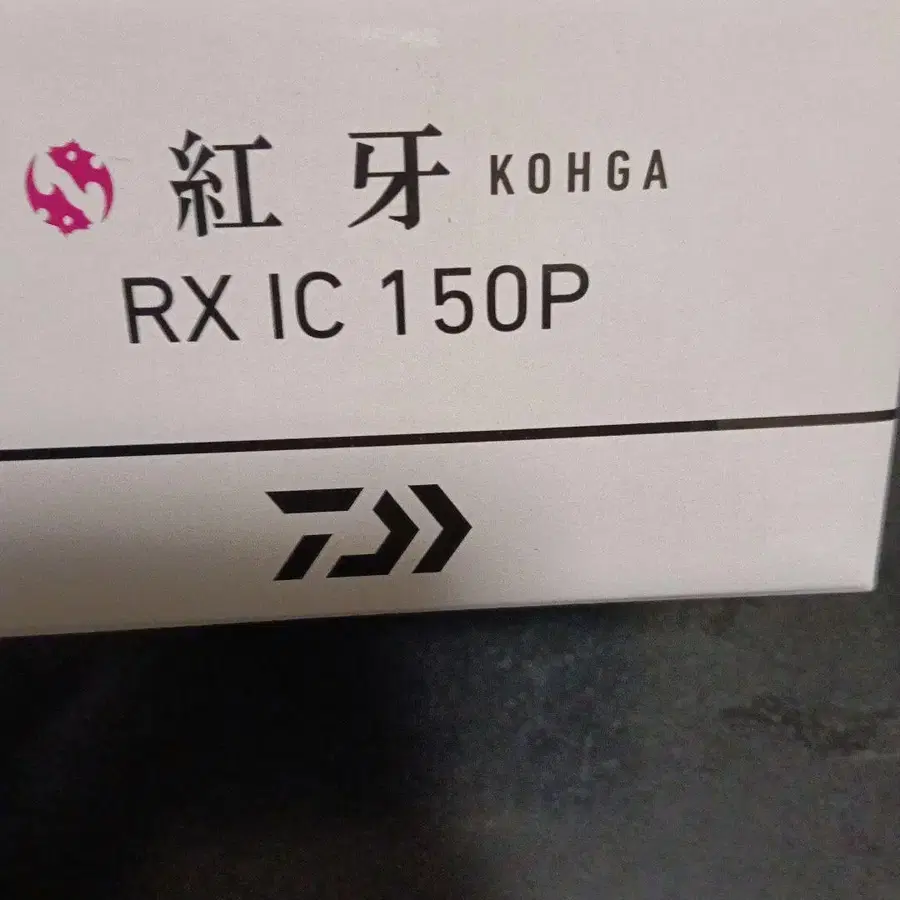 紅牙 KOHGA
RX IC 150P